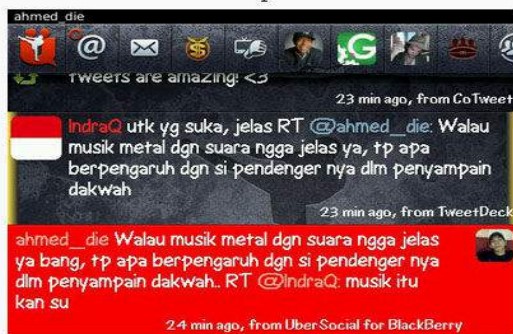 ahmed_die
tweets are amazing! <3
23 min ago, from CoTweet
IndraQ utk yg suka, jelas RT @ahmed_die: Walau
musik metal dgn suara ngga jelas ya, tp apa
berpengaruh dgn si pendenger nya dlm penyampain
dakwah
23 min ago, from TweetDeck
ahmed_die Walau musik metal dgn suara ngga jelas
ya bang, tp apa berpengaruh dgn si pendenger nya
dlm penyampain dakwah.. RT @IndraQ: musik itu
kan su
24 min ago, from UberSocial for BlackBerry